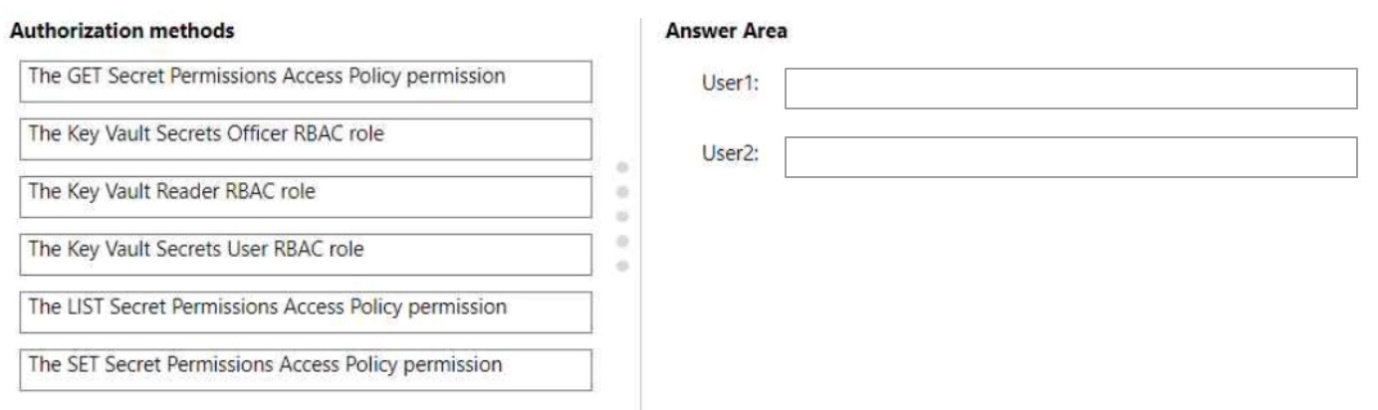 Authorization methods
The GET Secret Permissions Access Policy permission
The Key Vault Secrets Officer RBAC role
The Key Vault Reader RBAC role
The Key Vault Secrets User RBAC role
The LIST Secret Permissions Access Policy permission
The SET Secret Permissions Access Policy permission
Answer Area
User1:
User2: